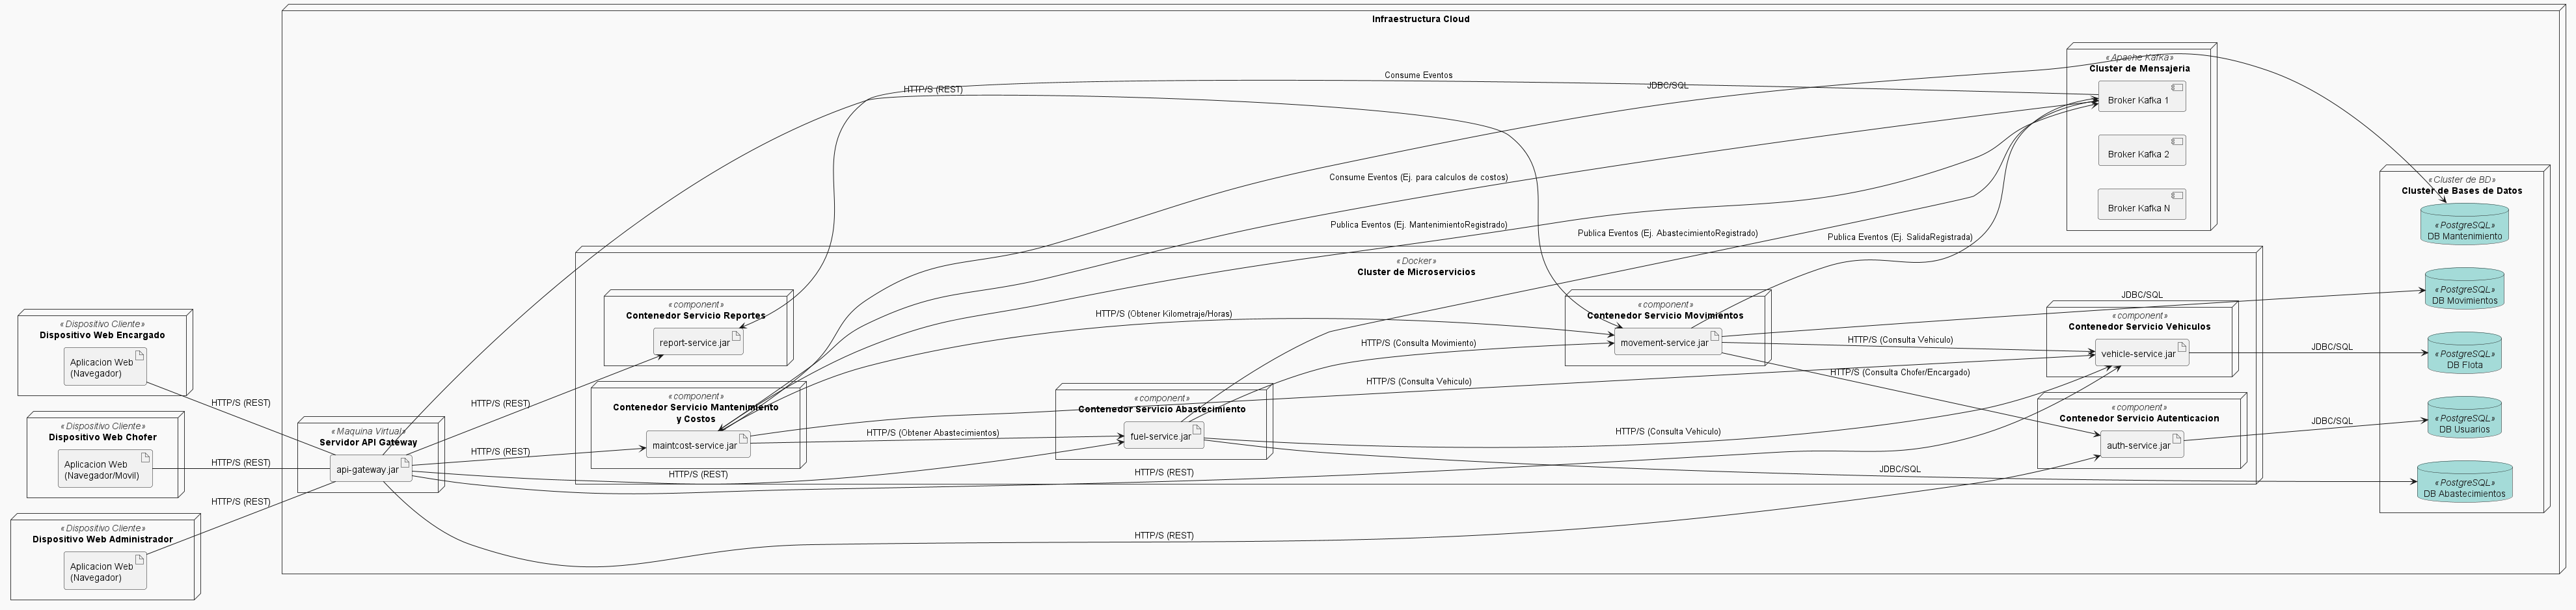 Infraestructura Cloud
« Apache Kafka »
Cluster de Mensajeria
Broker Kafka 1
Broker Kafka 2
Broker Kafka N
Consume Eventos
HTTP/S (REST)
JDBC/SQL
Consume Eventos (Ej. para calculos de costos)
Publica Eventos (Ej. MantenimientoRegistrado)
Publica Eventos (Ej. AbastecimientoRegistrado)
Publica Eventos (Ej. SalidaRegistrada)
« Cluster de BD »
Cluster de Bases de Datos
« PostgreSQL »
DB Mantenimiento
« PostgreSQL »
DB Movimientos
« PostgreSQL »
DB Flota
« PostgreSQL »
DB Usuarios
« PostgreSQL »
DB Abastecimientos
« Docker »
Cluster de Microservicios
« component »
Contenedor Servicio Reportes
report-service.jar
« component »
Contenedor Servicio Mantenimiento
y Costos
maintcost-service.jar
« component »
Contenedor Servicio Abastecimiento
fuel-service.jar
« component »
Contenedor Servicio Movimientos
movement-service.jar
« component »
Contenedor Servicio Vehiculos
vehicle-service.jar
« component »
Contenedor Servicio Autenticacion
auth-service.jar
HTTP/S (Obtener Kilometraje/Horas)
HTTP/S (Consulta Movimiento)
HTTP/S (Consulta Vehiculo)
HTTP/S (Consulta Vehiculo)
HTTP/S (Consulta Chofer/Encargado)
HTTP/S (Obtener Abastecimientos)
HTTP/S (Consulta Vehiculo)
JDBC/SQL
JDBC/SQL
JDBC/SQL
JDBC/SQL
HTTP/S (REST)
HTTP/S (REST)
HTTP/S (REST)
HTTP/S (REST)
HTTP/S (REST)
« Dispositivo Cliente »
Dispositivo Web Encargado
Aplicacion Web
(Navegador)
HTTP/S (REST)
« Dispositivo Cliente »
Dispositivo Web Chofer
Aplicacion Web
(Navegador/Movil)
HTTP/S (REST)
« Dispositivo Cliente »
Dispositivo Web Administrador
Aplicacion Web
(Navegador)
HTTP/S (REST)
« Maquina Virtual »
Servidor API Gateway
api-gateway.jar